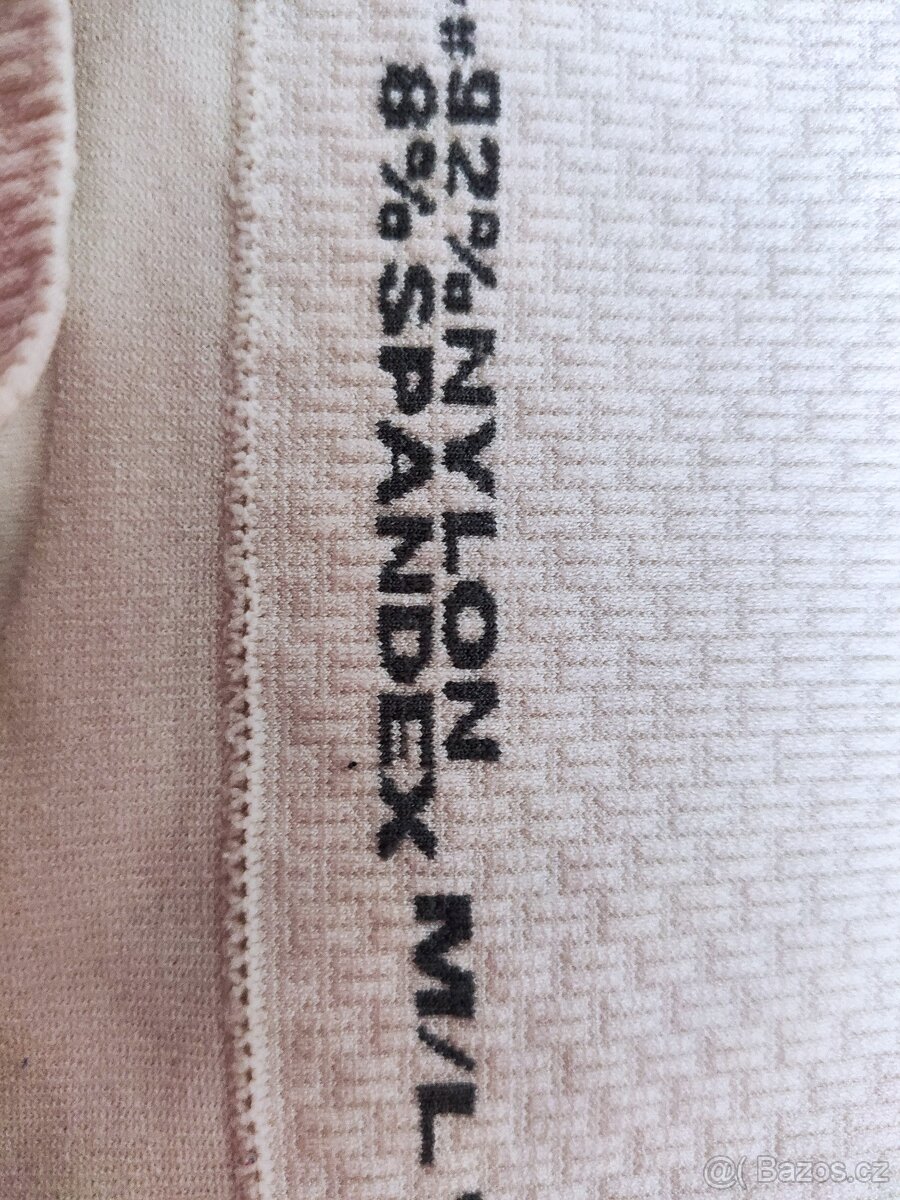 92% NYLON
8% SPANDEX
M/L
@( Bazos.cz